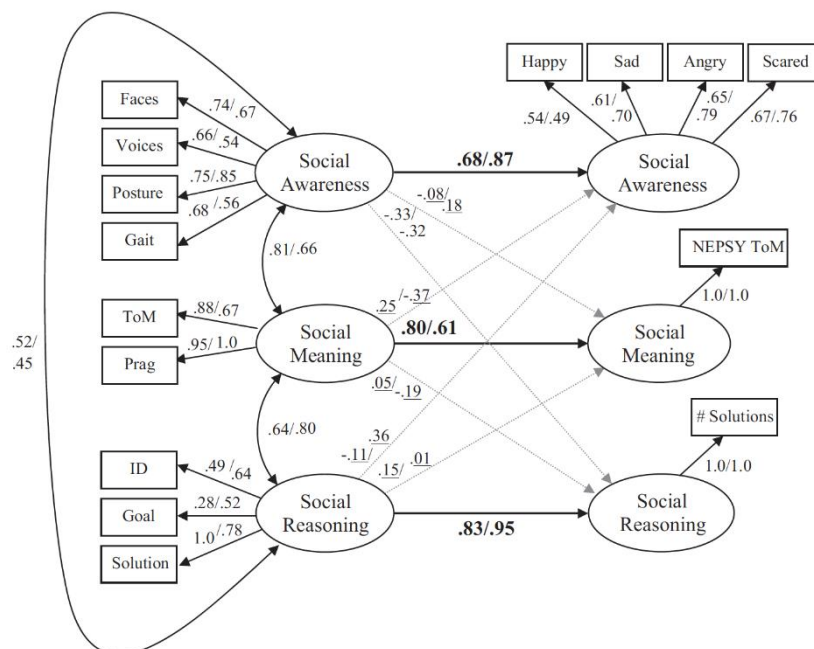 Happy
Sad
Angry
Scared
.54/.49
.61/
.70
.65/
.79
.67/.76
Faces
Voices
Posture
Gait
.74/.67
.66/.54
.75/.85
.68/.56
Social
Awareness
.68/.87
Social
Awareness
-.08/
.18
-.33/
-.32
.81/.66
NEPSY ToM
1.0/1.0
ToM
Prag
.88/.67
.95/1.0
Social
Meaning
.25/-.37
.80/.61
Social
Meaning
.52/
.45
.05/
-.19
.64/.80
# Solutions
1.0/1.0
.36
-.11/
.15/.01
ID
Goal
Solution
.49/.64
.28/.52
1.0/.78
Social
Reasoning
.83/.95
Social
Reasoning